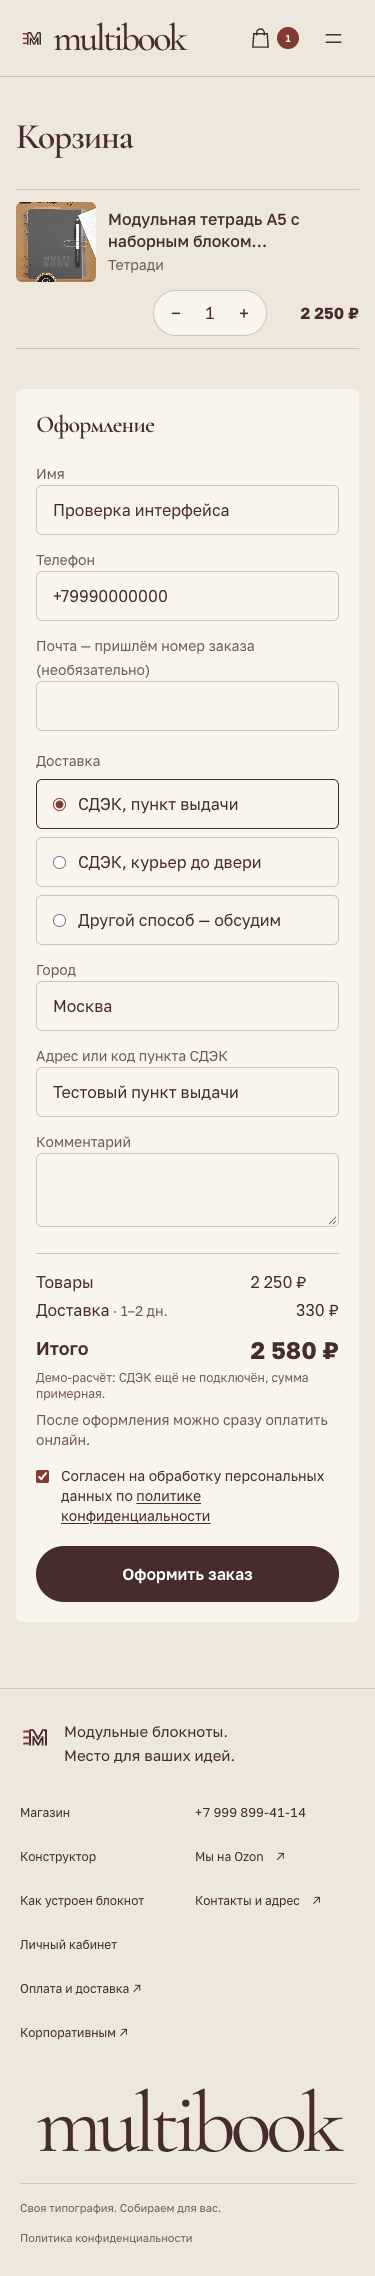 multibook
1
Корзина
MULTI
BOOK
Модульная тетрадь А5 с
наборным блоком…
Тетради
− 1 +
2 250 ₽
Оформление
Имя
Проверка интерфейса
Телефон
+79990000000
Почта — пришлём номер заказа
(необязательно)
Доставка
СДЭК, пункт выдачи
СДЭК, курьер до двери
Другой способ — обсудим
Город
Москва
Адрес или код пункта СДЭК
Тестовый пункт выдачи
Комментарий
Товары 2 250 ₽
Доставка · 1–2 дн. 330 ₽
Итого 2 580 ₽
Демо-расчёт: СДЭК ещё не подключён, сумма
примерная.
После оформления можно сразу оплатить
онлайн.
Согласен на обработку персональных
данных по политике
конфиденциальности
Оформить заказ
Модульные блокноты.
Место для ваших идей.
Магазин
+7 999 899-41-14
Конструктор
Мы на Ozon ↗
Как устроен блокнот
Контакты и адрес ↗
Личный кабинет
Оплата и доставка ↗
Корпоративным ↗
multibook
Своя типография. Собираем для вас.
Политика конфиденциальности